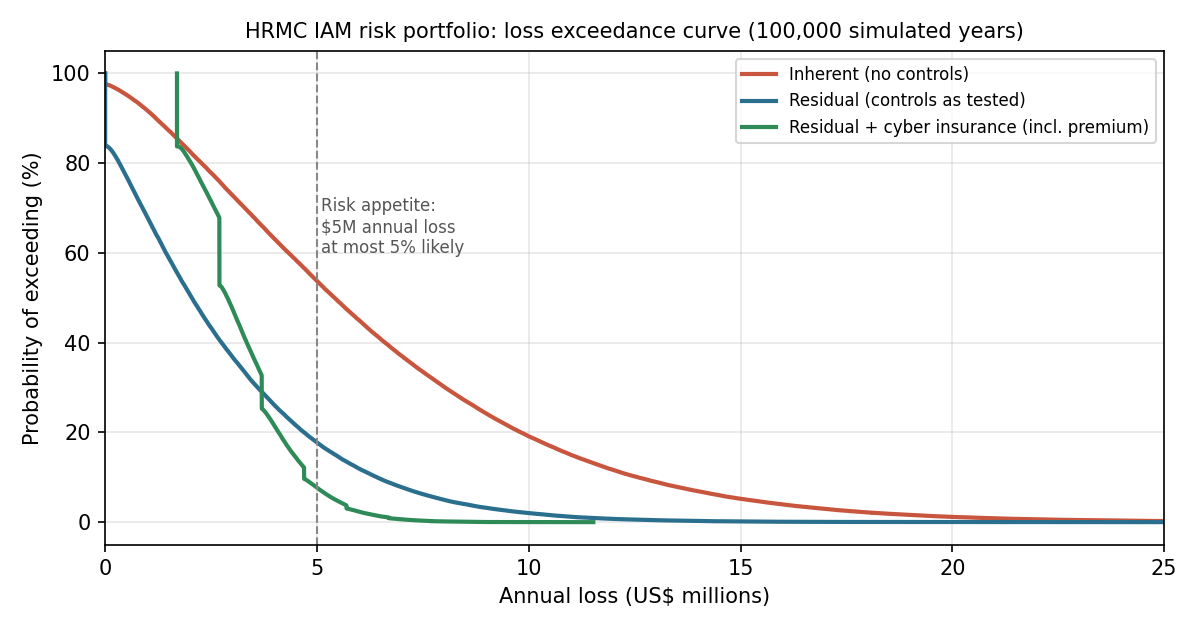 HRMC IAM risk portfolio: loss exceedance curve (100,000 simulated years)
Inherent (no controls)
Residual (controls as tested)
Residual + cyber insurance (incl. premium)
Risk appetite:
$5M annual loss
at most 5% likely
Probability of exceeding (%)
100
80
60
40
20
0
0 5 10 15 20 25
Annual loss (US$ millions)